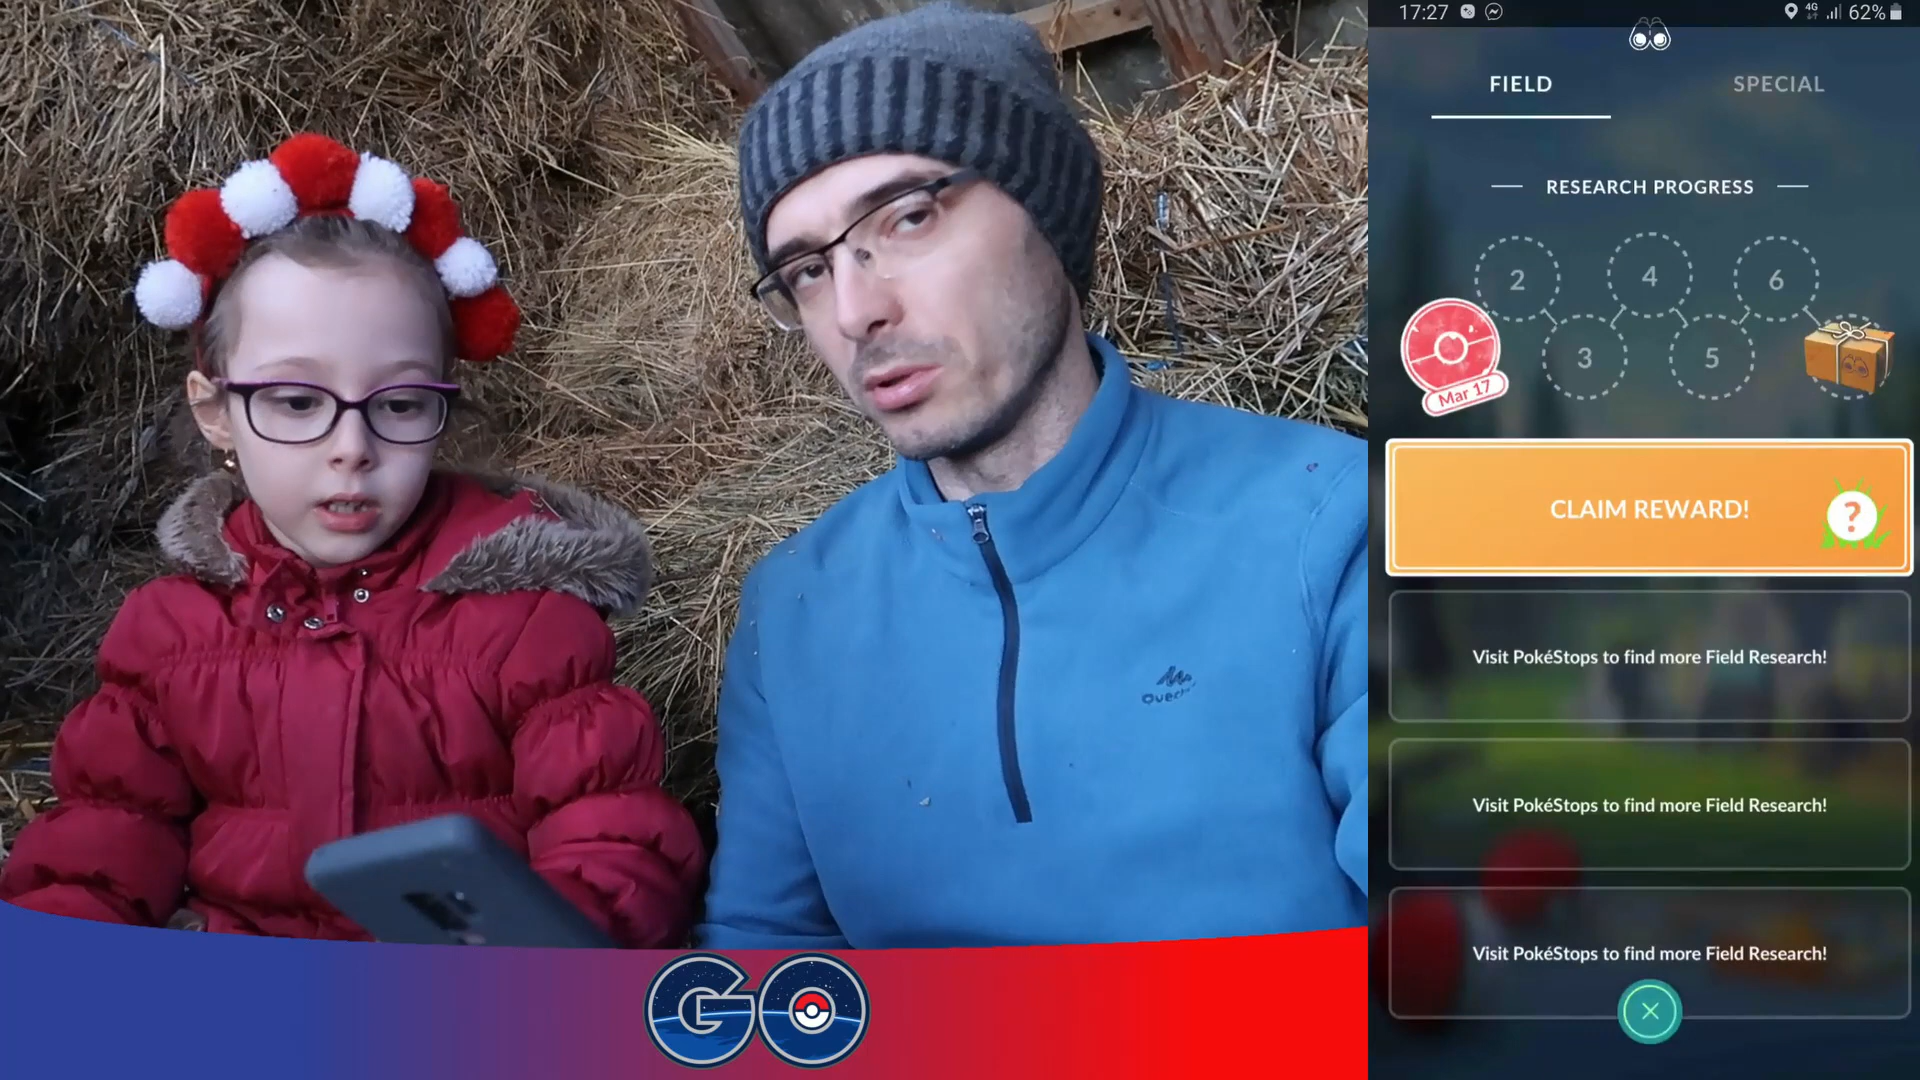 Quech
GO
17:27
4G
62%
FIELD
SPECIAL
RESEARCH PROGRESS
2
4
6
3
5
Mar 17
CLAIM REWARD!
?
Visit PokéStops to find more Field Research!
Visit PokéStops to find more Field Research!
Visit PokéStops to find more Field Research!